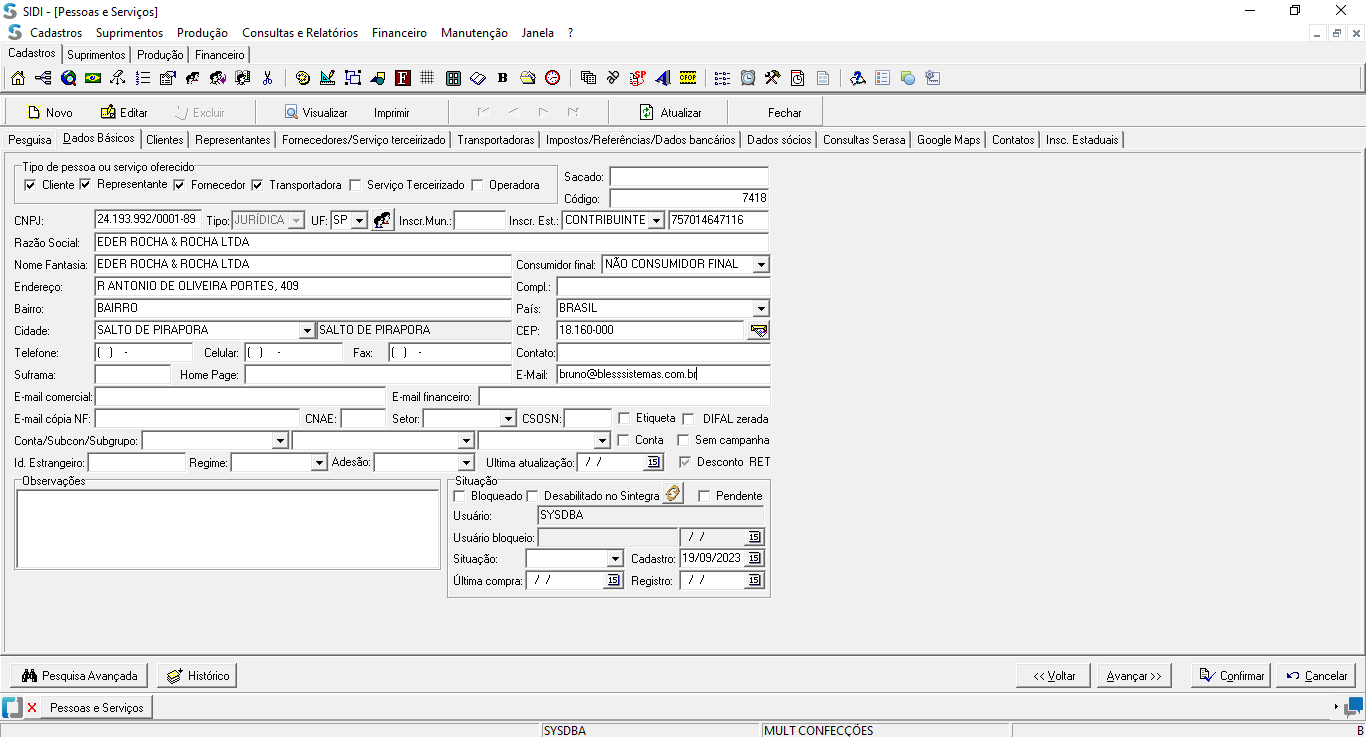 SIDI - [Pessoas e Serviços]
Cadastros Suprimentos Produção Consultas e Relatórios Financeiro Manutenção Janela ?
Cadastros Suprimentos Produção Financeiro
F B SP CFOP
Novo Editar Excluir Visualizar Imprimir Atualizar Fechar
Pesquisa Dados Básicos Clientes Representantes Fornecedores/Serviço terceirizado Transportadoras Impostos/Referências/Dados bancários Dados sócios Consultas Serasa Google Maps Contatos Insc. Estaduais
Tipo de pessoa ou serviço oferecido
Cliente Representante Fornecedor Transportadora Serviço Terceirizado Operadora
Sacado:
Código: 7418
CNPJ: 24.193.992/0001-89 Tipo: JURÍDICA UF: SP Inscr.Mun.: Inscr. Est.: CONTRIBUINTE 757014647116
Razão Social: EDER ROCHA & ROCHA LTDA
Nome Fantasia: EDER ROCHA & ROCHA LTDA Consumidor final: NÃO CONSUMIDOR FINAL
Endereço: R ANTONIO DE OLIVEIRA PORTES, 409 Compl.:
Bairro: BAIRRO País: BRASIL
Cidade: SALTO DE PIRAPORA SALTO DE PIRAPORA CEP: 18.160-000
Telefone: ( ) - Celular: ( ) - Fax: ( ) - Contato:
Suframa: Home Page: E-Mail: bruno@blesssistemas.com.br
E-mail comercial: E-mail financeiro:
E-mail cópia NF: CNAE: Setor: CSOSN: Etiqueta DIFAL zerada
Conta/Subcon/Subgrupo: Conta Sem campanha
Id. Estrangeiro: Regime: Adesão: Ultima atualização: / / 15 Desconto RET
Observações
Situação
Bloqueado Desabilitado no Sintegra Pendente
Usuário: SYSDBA
Usuário bloqueio: / / 15
Situação: Cadastro: 19/09/2023 15
Última compra: / / 15 Registro: / / 15
Pesquisa Avançada Histórico << Voltar Avançar >> Confirmar Cancelar
Pessoas e Serviços
SYSDBA MULT CONFECÇÕES B